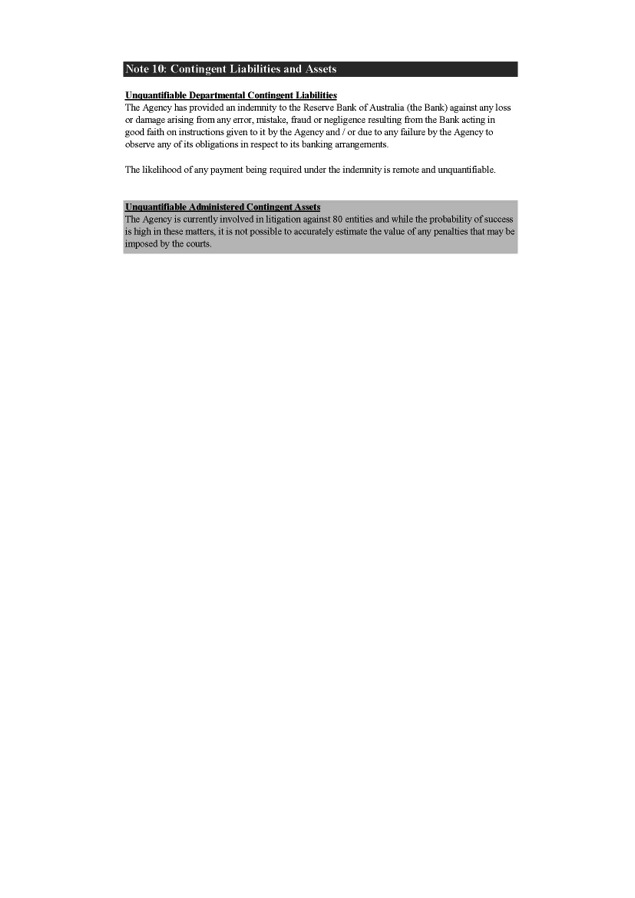 Note 10: Contingent Liabilities and Assets
Unquantifiable Departmental Contingent Liabilities
The Agency has provided an indemnity to the Reserve Bank of Australia (the Bank) against any loss
or damage arising from any error, mistake, fraud or negligence resulting from the Bank acting in
good faith on instructions given to it by the Agency and / or due to any failure by the Agency to
observe any of its obligations in respect to its banking arrangements.
The likelihood of any payment being required under the indemnity is remote and unquantifiable.
Unquantifiable Administered Contingent Assets
The Agency is currently involved in litigation against 80 entities and while the probability of success
is high in these matters, it is not possible to accurately estimate the value of any penalties that may be
imposed by the courts.